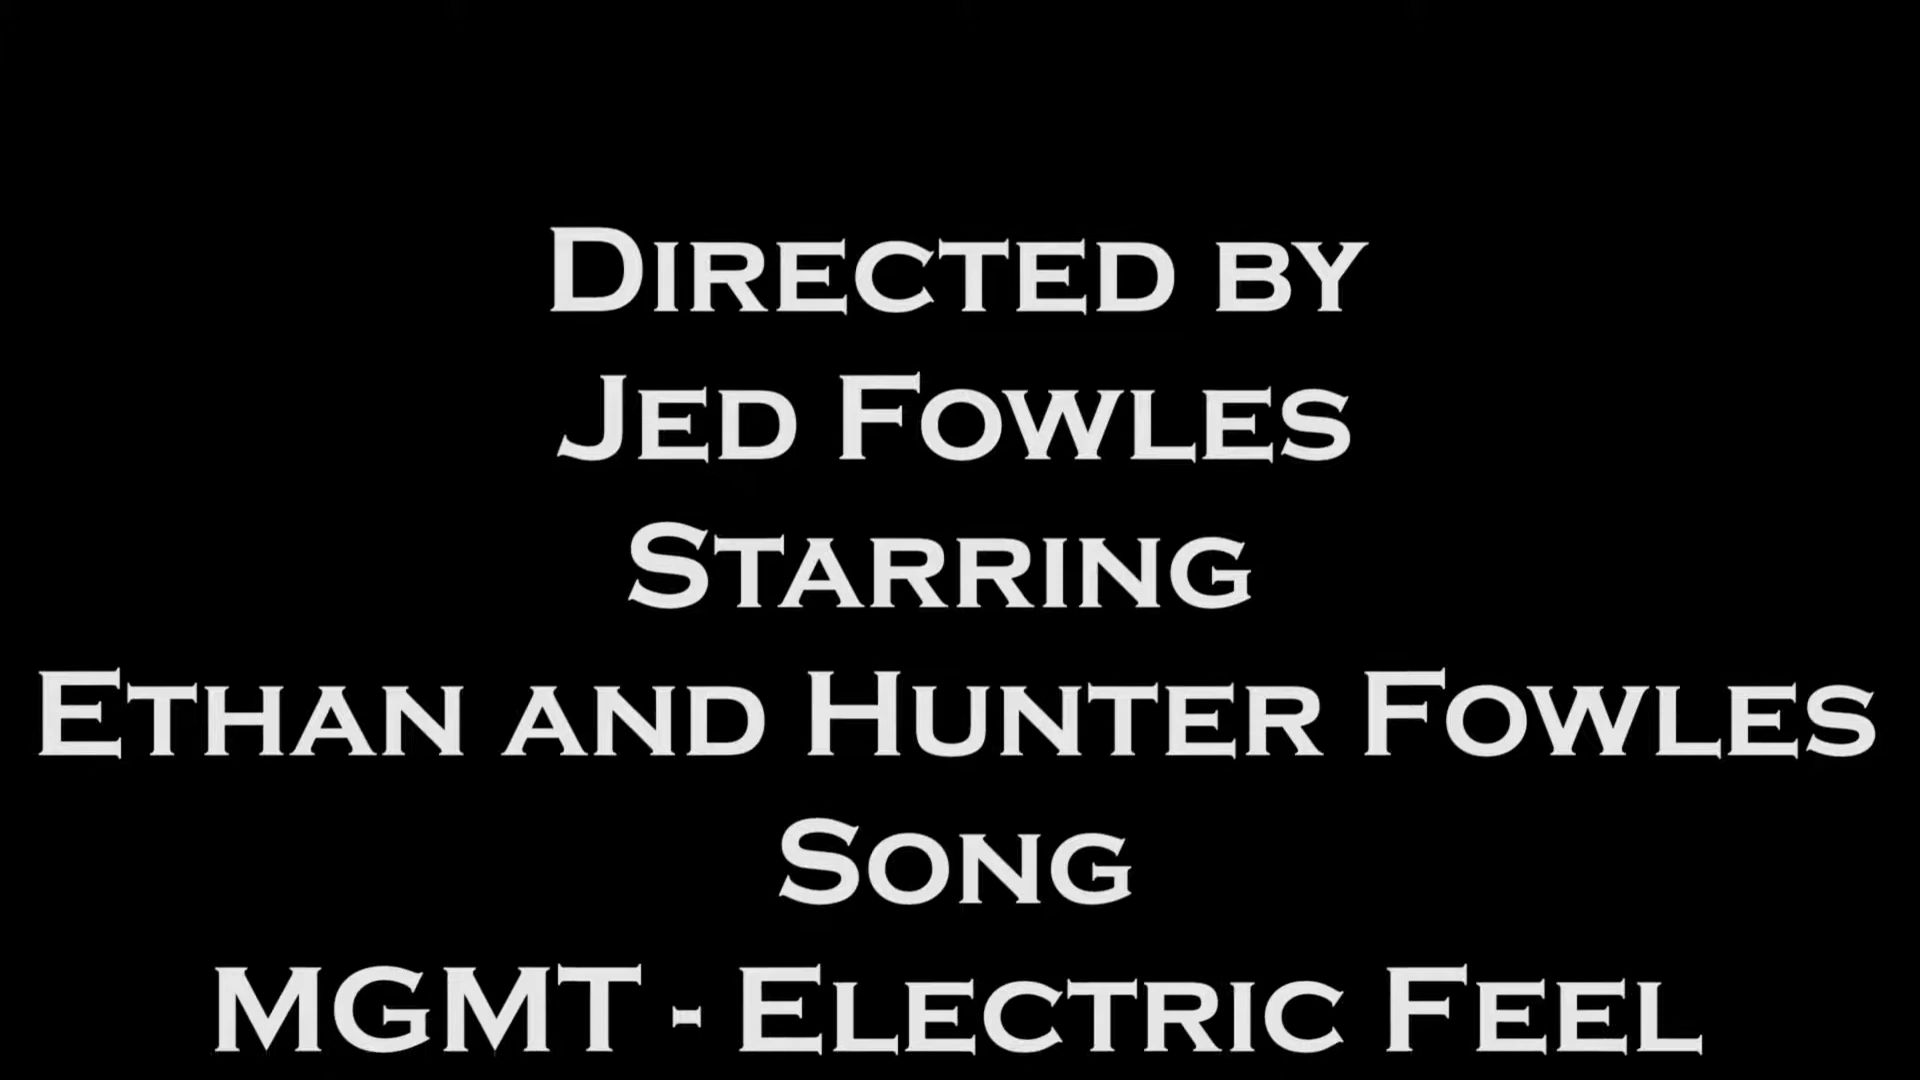 Directed by
Jed Fowles
Starring
Ethan and Hunter Fowles
Song
MGMT - Electric Feel